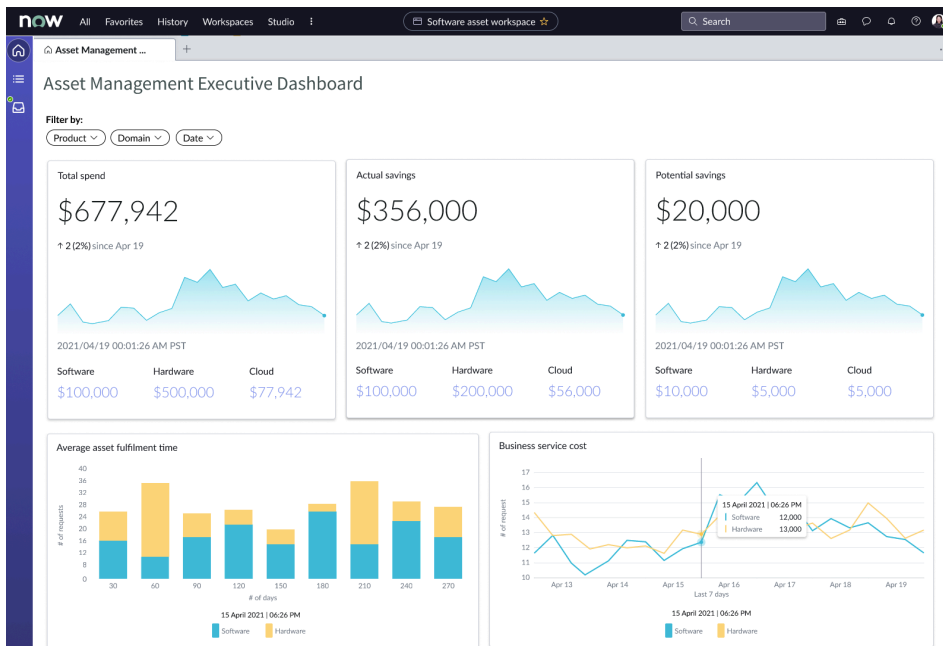 now All Favorites History Workspaces Studio Software asset workspace Search
Asset Management ...
Asset Management Executive Dashboard
Filter by:
Product Domain Date
Total spend
$677,942
↑ 2 (2%) since Apr 19
2021/04/19 00:01:26 AM PST
Software Hardware Cloud
$100,000 $500,000 $77,942
Actual savings
$356,000
↑ 2 (2%) since Apr 19
2021/04/19 00:01:26 AM PST
Software Hardware Cloud
$100,000 $200,000 $56,000
Potential savings
$20,000
↑ 2 (2%) since Apr 19
2021/04/19 00:01:26 AM PST
Software Hardware Cloud
$10,000 $5,000 $5,000
Average asset fulfilment time
40
36
32
28
24
20
16
12
8
0
# of requests
30 60 90 120 150 180 210 240 270
# of days
15 April 2021 | 06:26 PM
Software Hardware
Business service cost
17
16
15
14
13
12
11
10
# of request
15 April 2021 | 06:26 PM
Software 12,000
Hardware 13,000
Apr 13 Apr 14 Apr 15 Apr 16 Apr 17 Apr 18 Apr 19
Last 7 days
15 April 2021 | 06:26 PM
Software Hardware